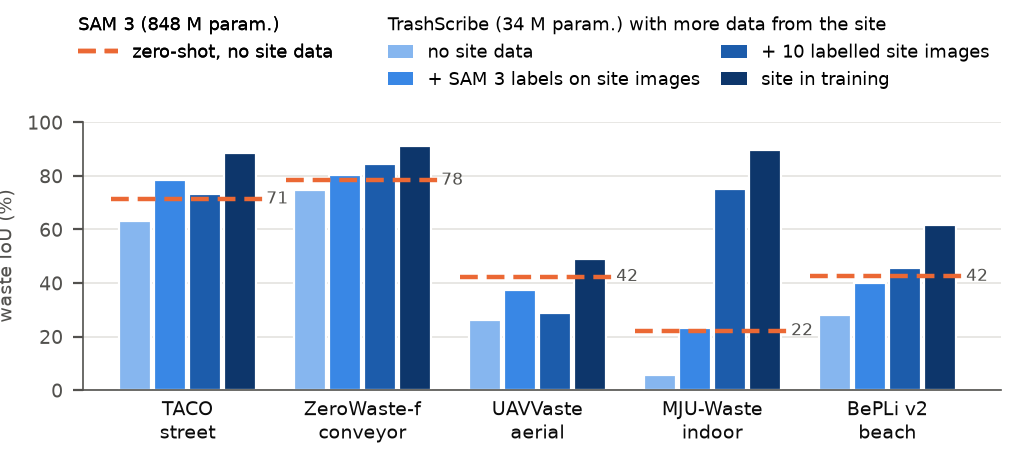 SAM 3 (848 M param.)
zero-shot, no site data
TrashScribe (34 M param.) with more data from the site
no site data
+ SAM 3 labels on site images
+ 10 labelled site images
site in training
waste IoU (%)
100
80
60
40
20
0
71
78
42
22
42
TACO
street
ZeroWaste-f
conveyor
UAVVaste
aerial
MJU-Waste
indoor
BePLi v2
beach